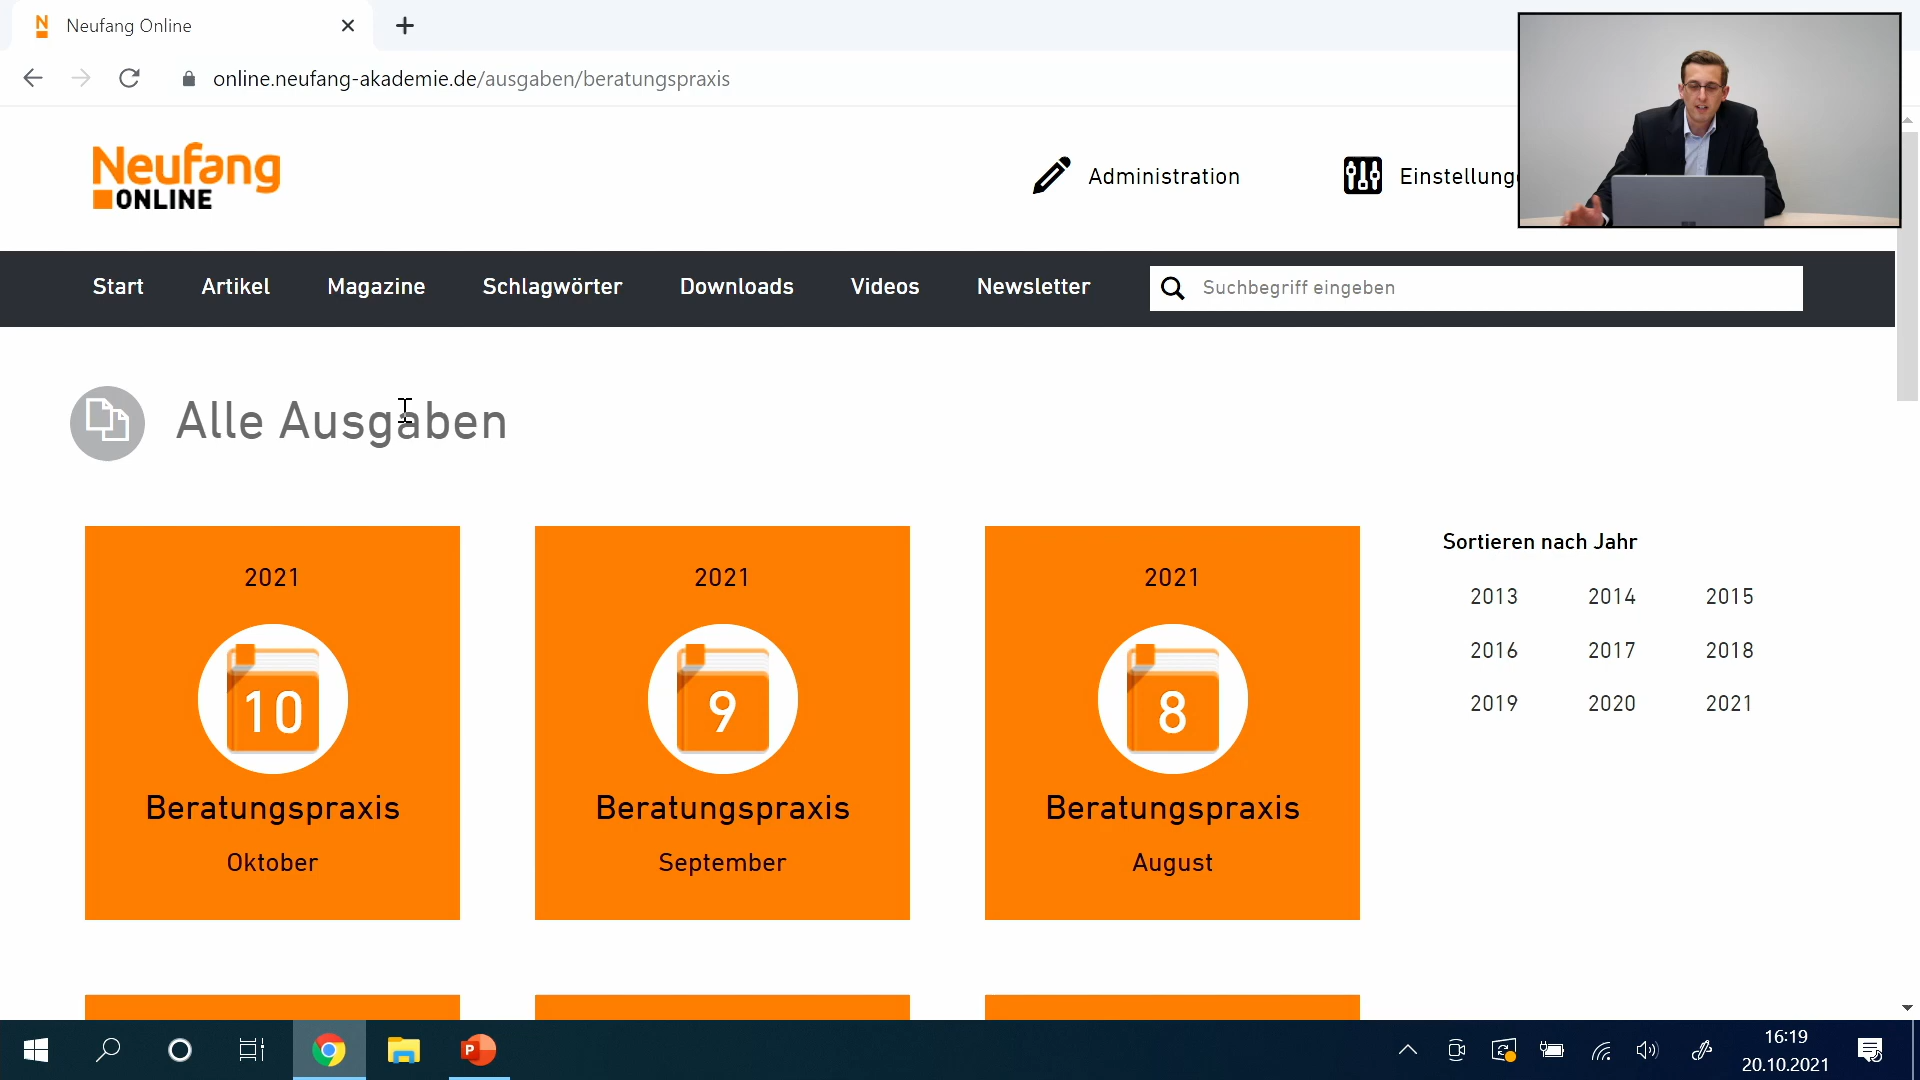 Neufang Online
online.neufang-akademie.de/ausgaben/beratungspraxis
Neufang
ONLINE
Administration
Start
Artikel
Magazine
Schlagwörter
Downloads
Videos
Newsletter
Suchbegriff eingeben
Alle Ausgaben
2021
10
Beratungspraxis
Oktober
2021
9
Beratungspraxis
September
2021
8
Beratungspraxis
August
Sortieren nach Jahr
2013 2014 2015
2016 2017 2018
2019 2020 2021
16:19
20.10.2021